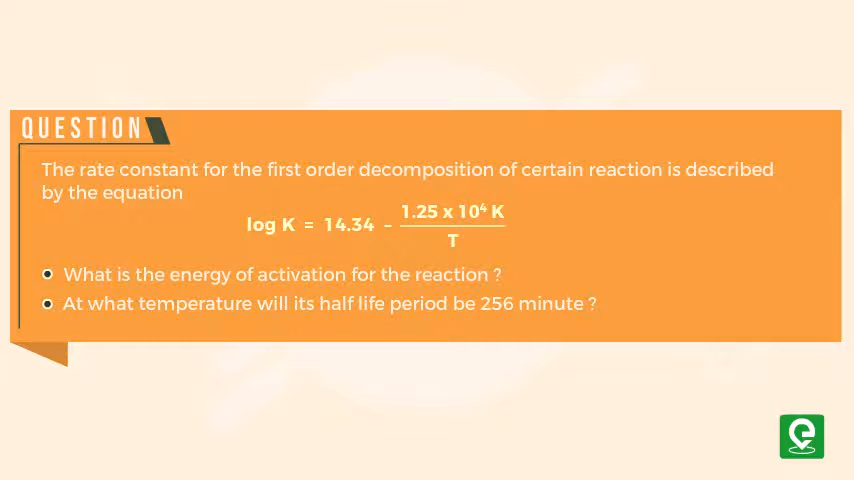 QUESTION
The rate constant for the first order decomposition of certain reaction is described
by the equation
log K = 14.34 - 1.25 x 10⁴ K / T
What is the energy of activation for the reaction ?
At what temperature will its half life period be 256 minute ?